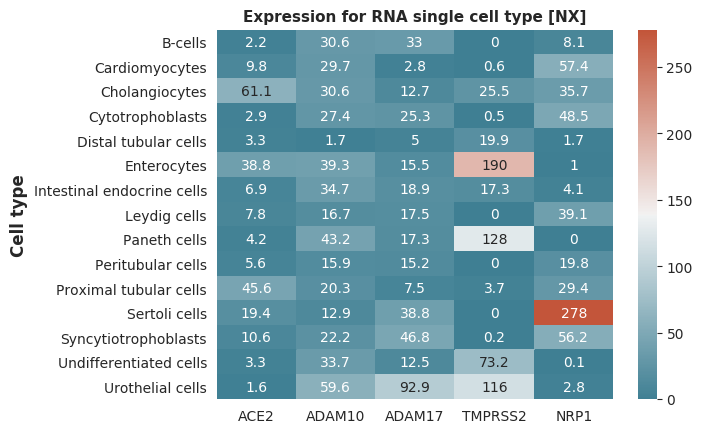 Expression for RNA single cell type [NX]
Cell type
B-cells 2.2 30.6 33 0 8.1
Cardiomyocytes 9.8 29.7 2.8 0.6 57.4
Cholangiocytes 61.1 30.6 12.7 25.5 35.7
Cytotrophoblasts 2.9 27.4 25.3 0.5 48.5
Distal tubular cells 3.3 1.7 5 19.9 1.7
Enterocytes 38.8 39.3 15.5 190 1
Intestinal endocrine cells 6.9 34.7 18.9 17.3 4.1
Leydig cells 7.8 16.7 17.5 0 39.1
Paneth cells 4.2 43.2 17.3 128 0
Peritubular cells 5.6 15.9 15.2 0 19.8
Proximal tubular cells 45.6 20.3 7.5 3.7 29.4
Sertoli cells 19.4 12.9 38.8 0 278
Syncytiotrophoblasts 10.6 22.2 46.8 0.2 56.2
Undifferentiated cells 3.3 33.7 12.5 73.2 0.1
Urothelial cells 1.6 59.6 92.9 116 2.8
ACE2 ADAM10 ADAM17 TMPRSS2 NRP1
250
200
150
100
50
0